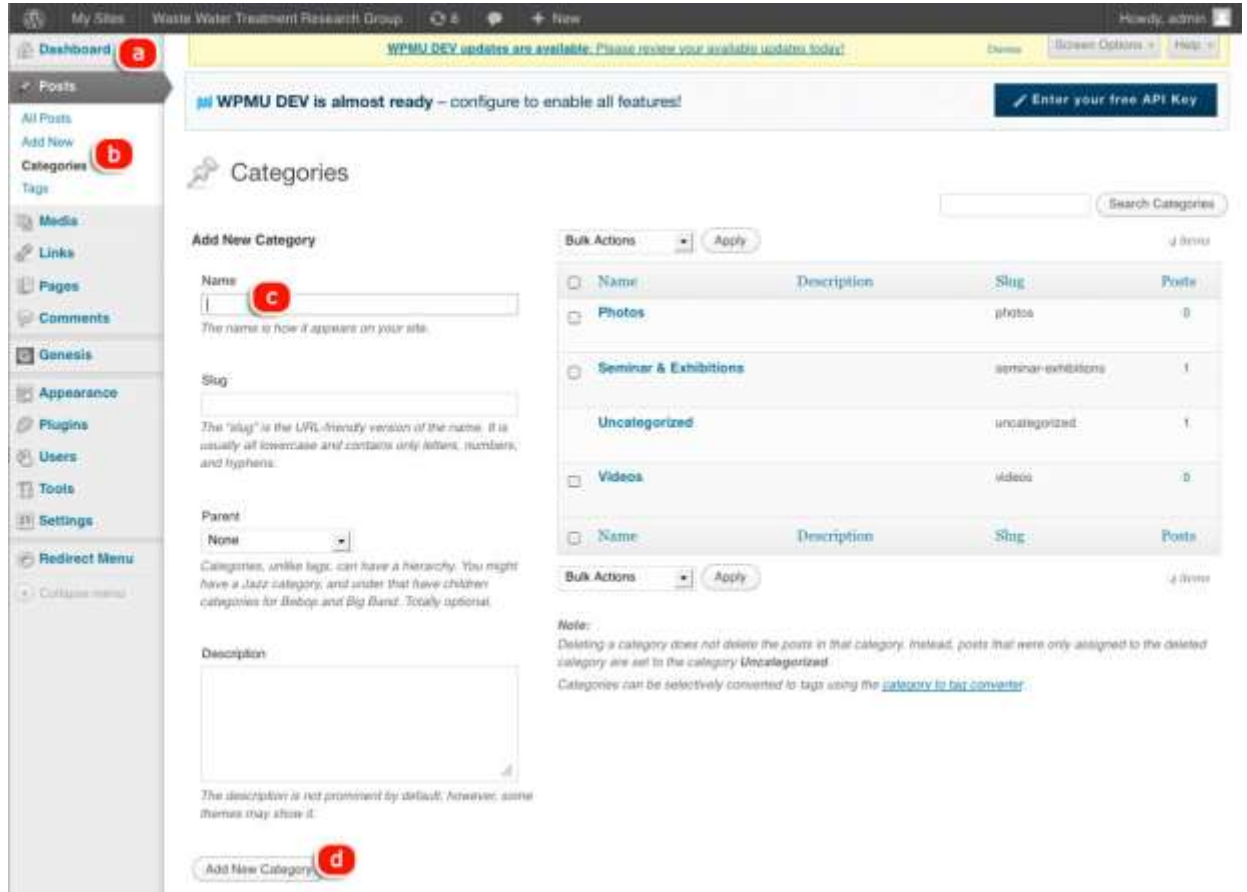 My Sites Waste Water Treatment Research Group 8 + New Howdy, admin
Dashboard a
WPMU DEV updates are available. Please review your available updates today!
Dismiss
Screen Options
Help
Posts
WPMU DEV is almost ready – configure to enable all features!
Enter your free API Key
All Posts
Add New
b
Categories
Tags
Media
Links
Pages
Comments
Genesis
Appearance
Plugins
Users
Tools
Settings
Redirect Menu
Collapse menu
Categories
Search Categories
Add New Category
Name
c
The name is how it appears on your site.
Slug
The "slug" is the URL-friendly version of the name. It is
usually all lowercase and contains only letters, numbers,
and hyphens.
Parent
None
Categories, unlike tags, can have a hierarchy. You might
have a Jazz category, and under that have children
categories for Bebop and Big Band. Totally optional.
Description
The description is not prominent by default, however, some
themes may show it.
Add New Category d
Bulk Actions Apply 4 items
Name Description Slug Posts
Photos photos 0
Seminar & Exhibitions seminar-exhibitions 1
Uncategorized uncategorized 1
Videos videos 0
Name Description Slug Posts
Bulk Actions Apply 4 items
Note:
Deleting a category does not delete the posts in that category. Instead, posts that were only assigned to the deleted
category are set to the category Uncategorized
Categories can be selectively converted to tags using the category to tag converter.